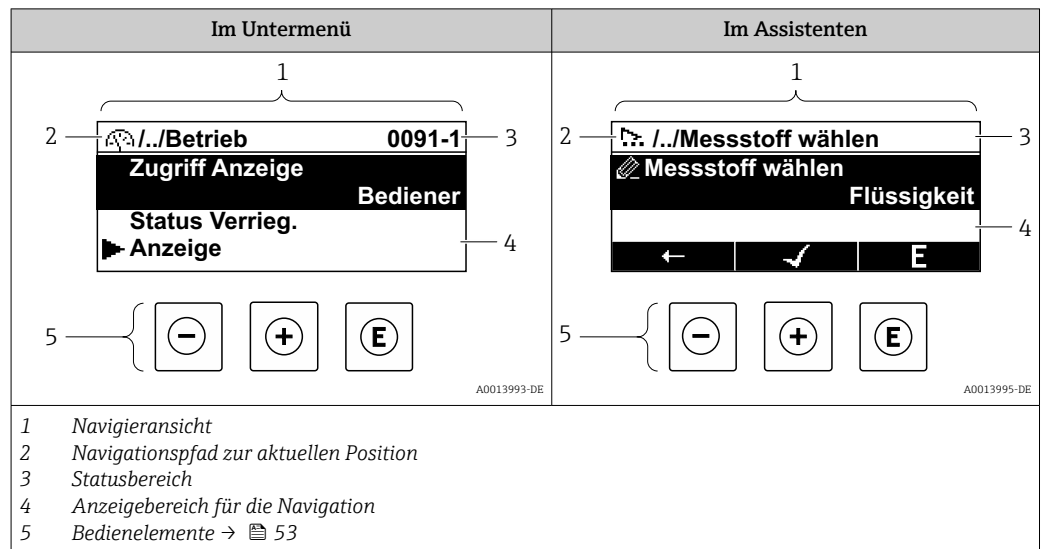 Im Untermenü
Im Assistenten
1
2
/../Betrieb 0091-1
3
Zugriff Anzeige
Bediener
Status Verrieg.
Anzeige
4
5
- + E
A0013993-DE
1
2
/../Messstoff wählen
3
Messstoff wählen
Flüssigkeit
4
← ✓ E
5
- + E
A0013995-DE
1 Navigieransicht
2 Navigationspfad zur aktuellen Position
3 Statusbereich
4 Anzeigebereich für die Navigation
5 Bedienelemente → 53